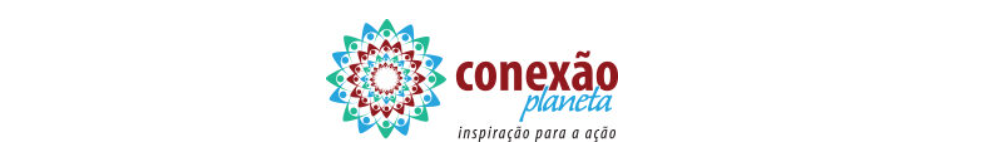 conexão
planeta
inspiração para a ação